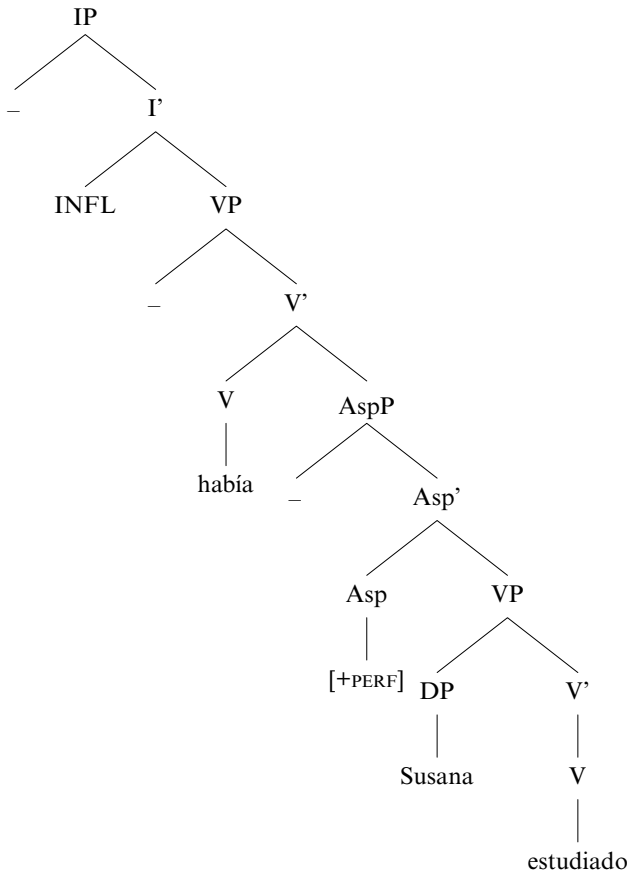 IP
– I’
INFL VP
– V’
V AspP
había – Asp’
Asp VP
[+PERF] DP V’
Susana V
estudiado